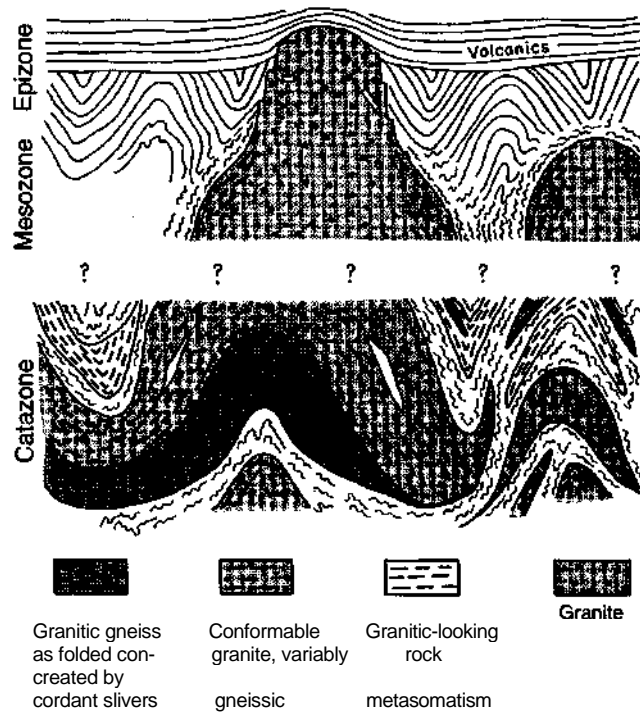 Epizone
Volcanics
Mesozone
? ? ? ? ?
Catazone
Granitic gneiss
as folded con-
created by
cordant slivers
Conformable
granite, variably
gneissic
Granitic-looking
rock
metasomatism
Granite